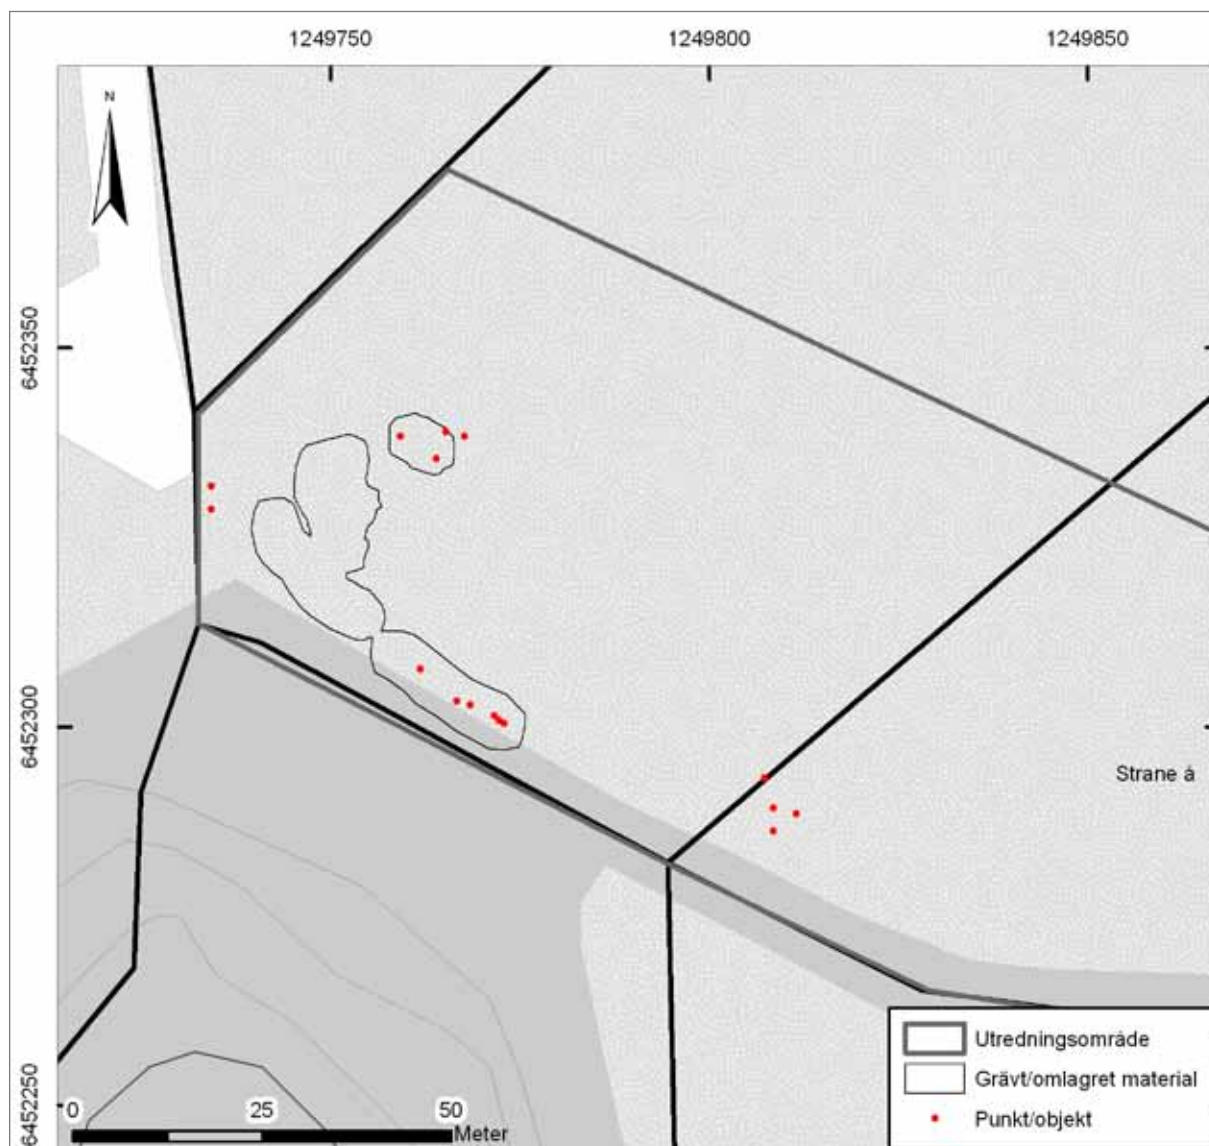 1249750 1249800 1249850
N
6452350
6452300
Strane å
6452250
Utredningsområde
Grävt/omlagret material
Punkt/objekt
0 25 50
Meter